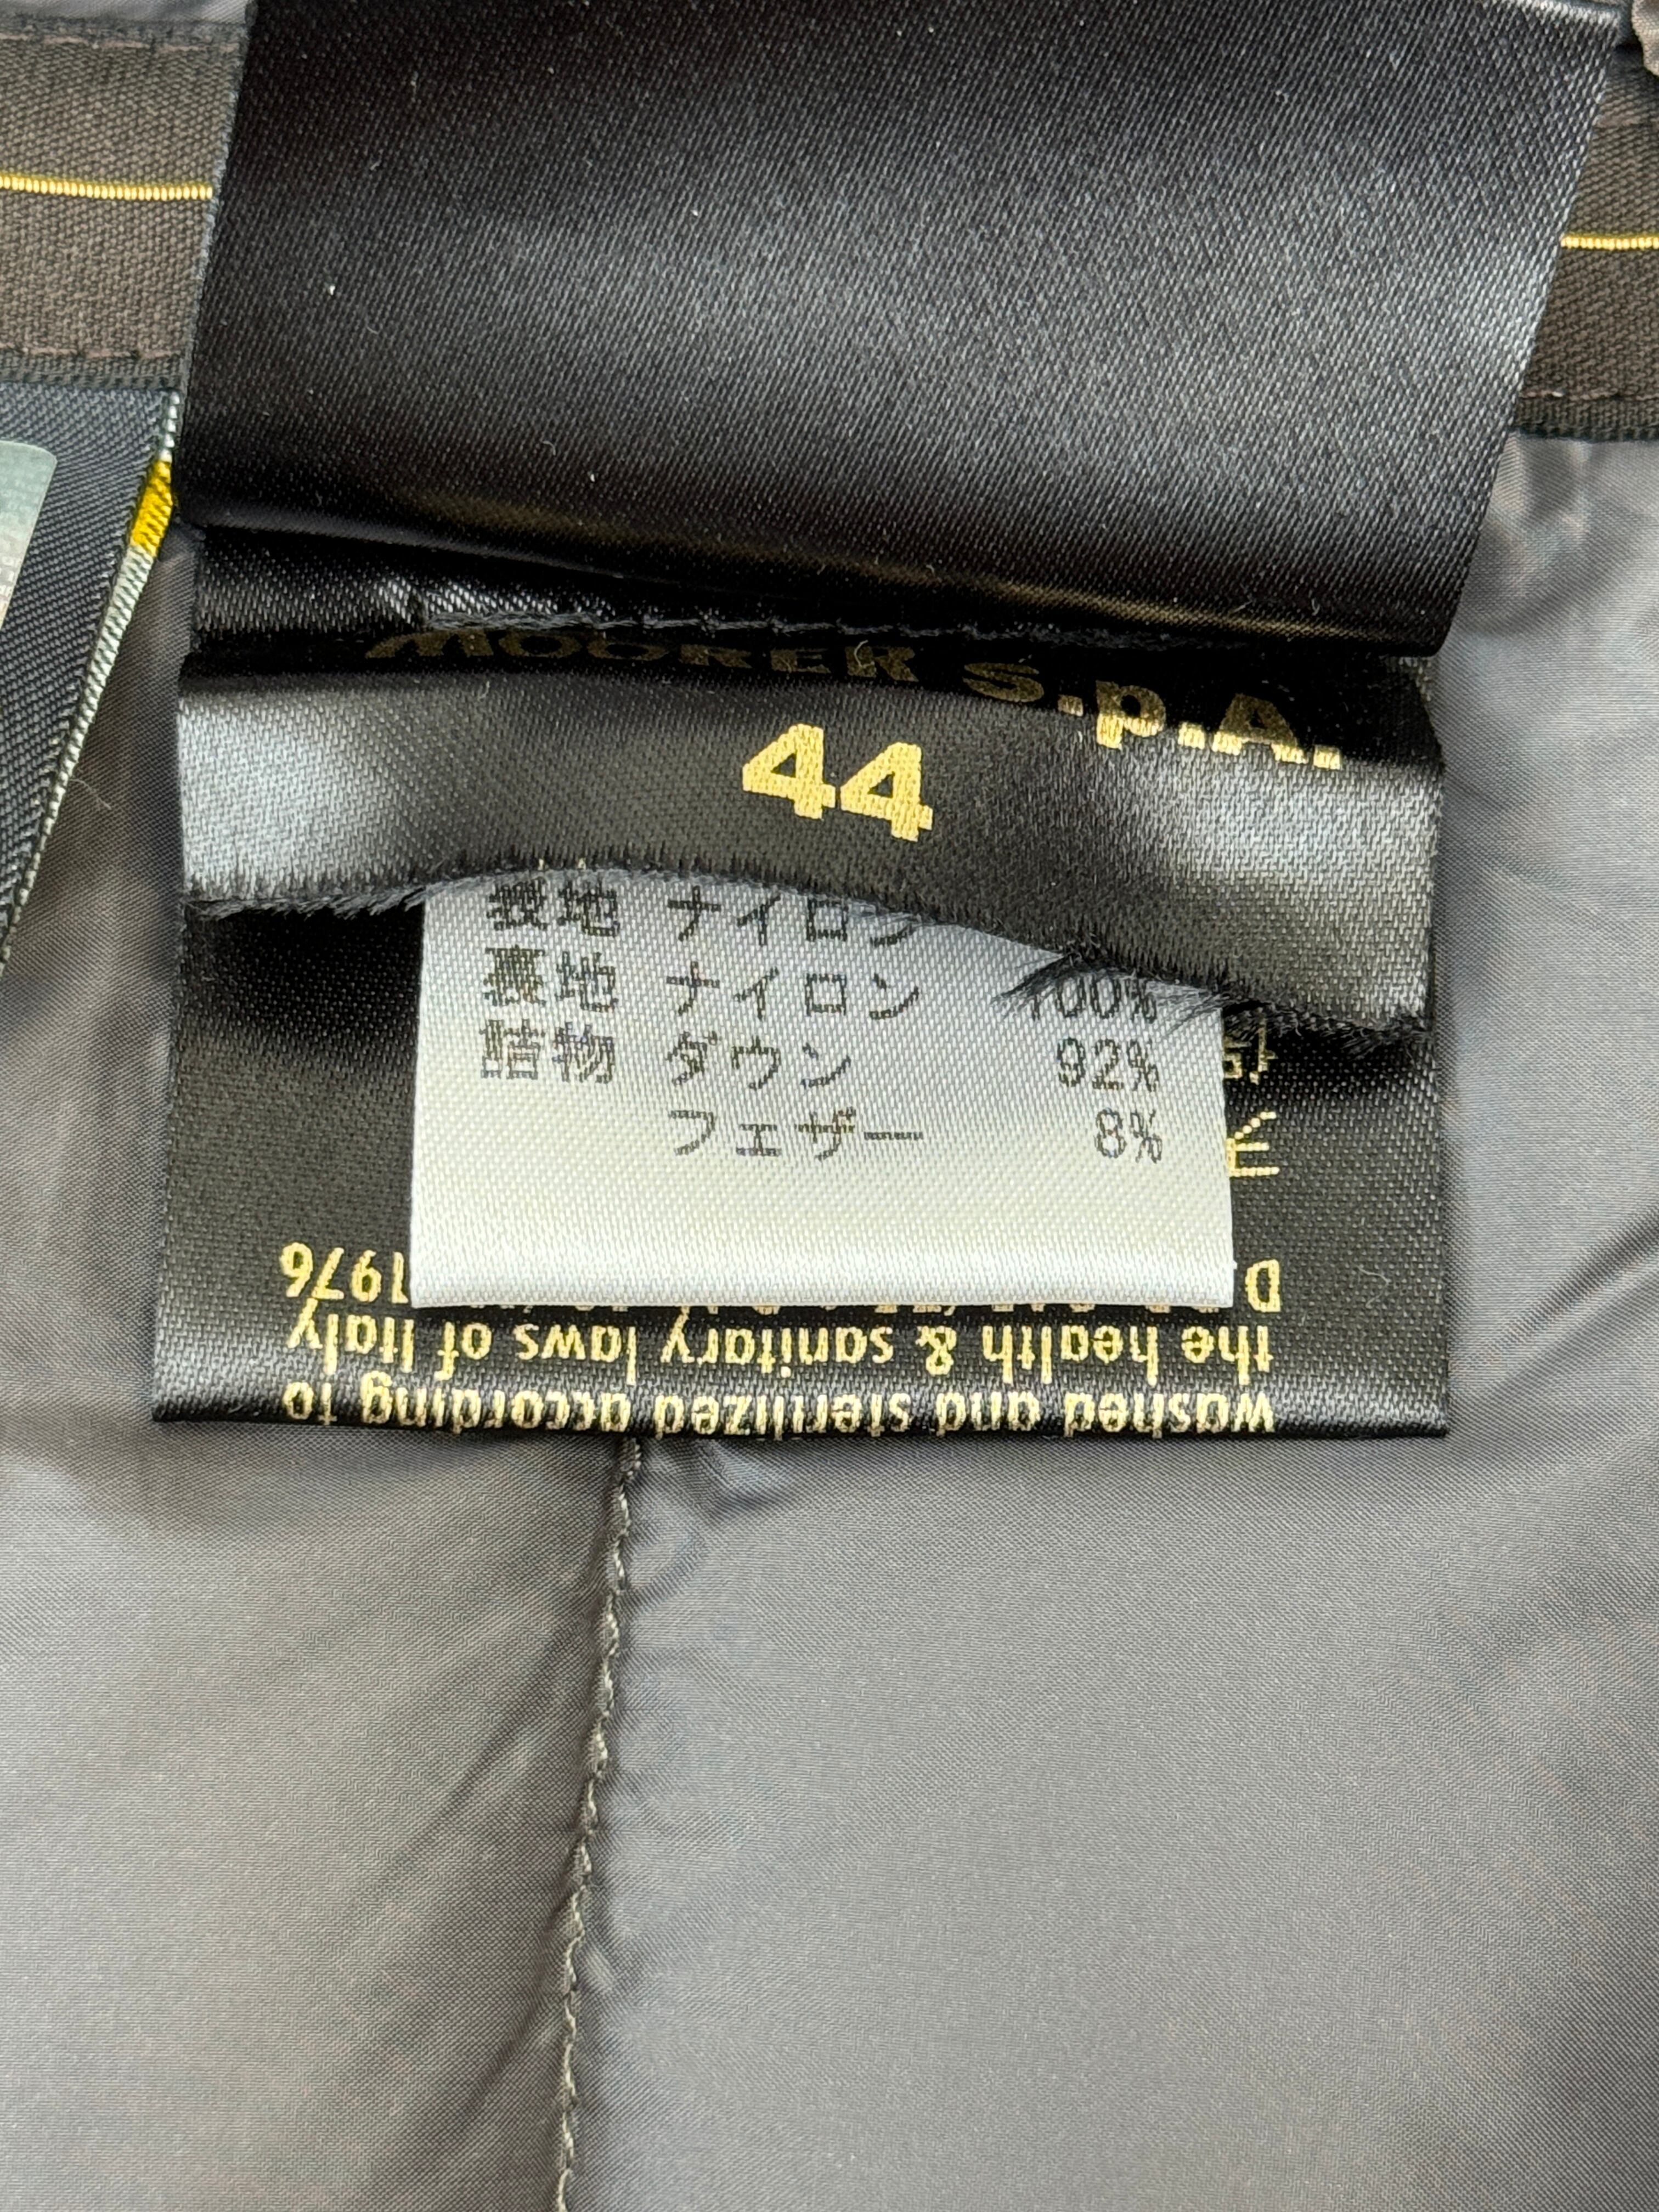 MOORER S.p.A.
44
表地 ナイロン
裏地 ナイロン 100%
詰物 ダウン 92%
フェザー 8%
washed and sterilized according to
the health & sanitary laws of Italy
1976